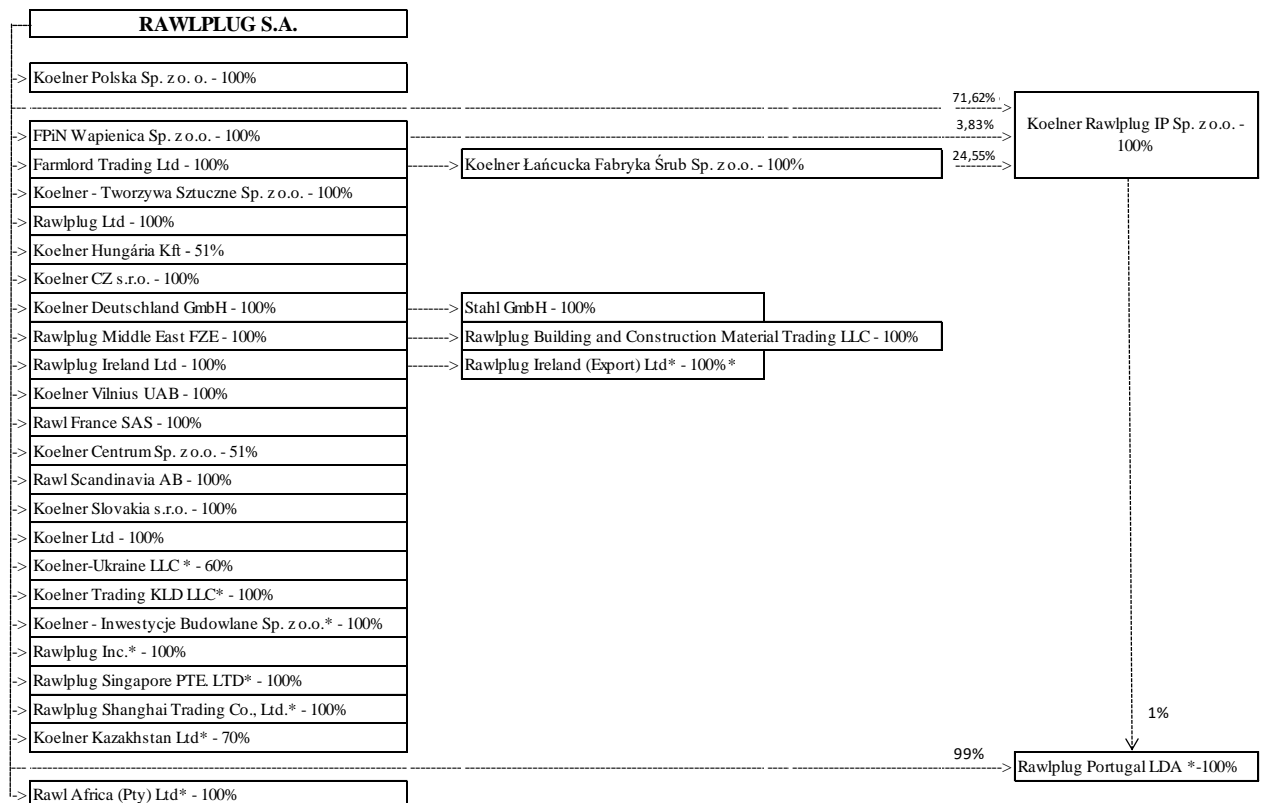 RAWLPLUG S.A.
-> Koelner Polska Sp. z o. o. - 100%
71,62%
Koelner Rawlplug IP Sp. z o.o. -
100%
-> FPiN Wapienica Sp. z o.o. - 100%
3,83%
-> Farmlord Trading Ltd - 100%
Koelner Łańcucka Fabryka Śrub Sp. z o.o. - 100%
24,55%
-> Koelner - Tworzywa Sztuczne Sp. z o.o. - 100%
-> Rawlplug Ltd - 100%
-> Koelner Hungária Kft - 51%
-> Koelner CZ s.r.o. - 100%
-> Koelner Deutschland GmbH - 100%
Stahl GmbH - 100%
-> Rawlplug Middle East FZE - 100%
Rawlplug Building and Construction Material Trading LLC - 100%
-> Rawlplug Ireland Ltd - 100%
Rawlplug Ireland (Export) Ltd* - 100%*
-> Koelner Vilnius UAB - 100%
-> Rawl France SAS - 100%
-> Koelner Centrum Sp. z o.o. - 51%
-> Rawl Scandinavia AB - 100%
-> Koelner Slovakia s.r.o. - 100%
-> Koelner Ltd - 100%
-> Koelner-Ukraine LLC * - 60%
-> Koelner Trading KLD LLC* - 100%
-> Koelner - Inwestycje Budowlane Sp. z o.o.* - 100%
-> Rawlplug Inc.* - 100%
-> Rawlplug Singapore PTE. LTD* - 100%
-> Rawlplug Shanghai Trading Co., Ltd.* - 100%
1%
-> Koelner Kazakhstan Ltd* - 70%
99%
Rawlplug Portugal LDA *-100%
-> Rawl Africa (Pty) Ltd* - 100%